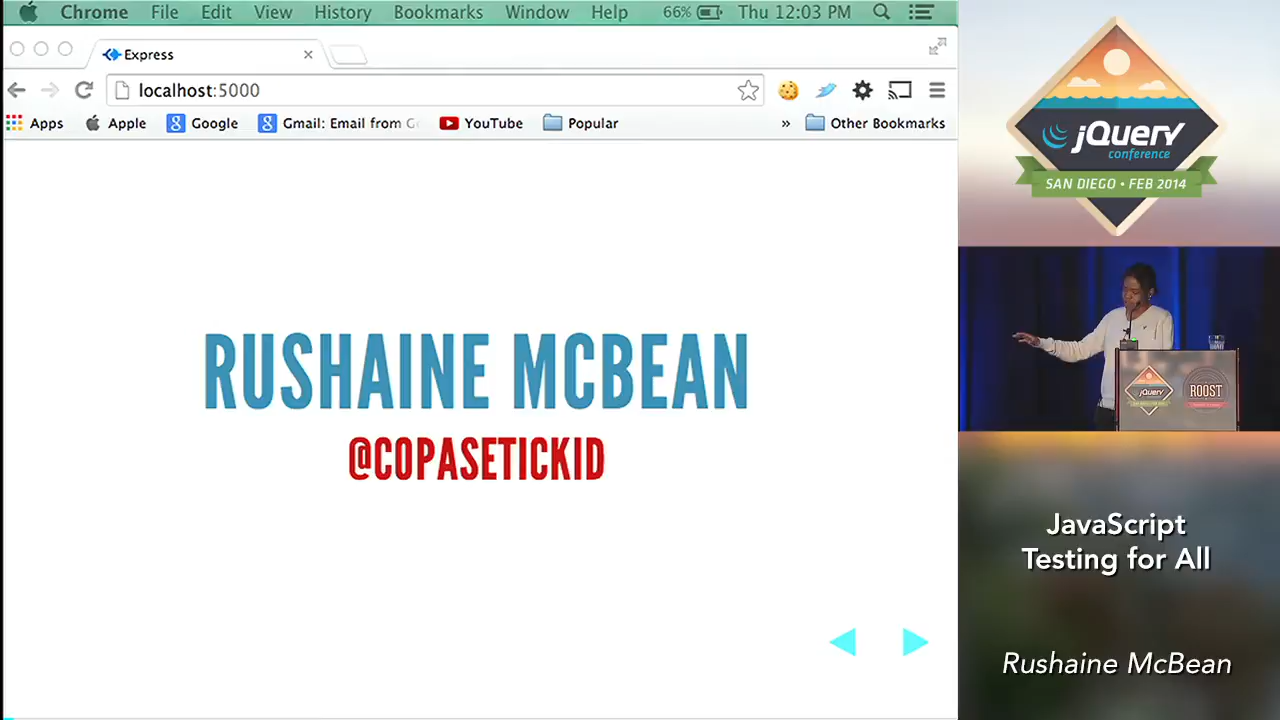 Chrome File Edit View History Bookmarks Window Help 66% Thu 12:03 PM
Express
localhost:5000
Apps Apple Google Gmail: Email from G YouTube Popular » Other Bookmarks
RUSHAINE MCBEAN
@COPASETICKID
jQuery
conference
SAN DIEGO • FEB 2014
jQuery
ROOST
JavaScript
Testing for All
Rushaine McBean